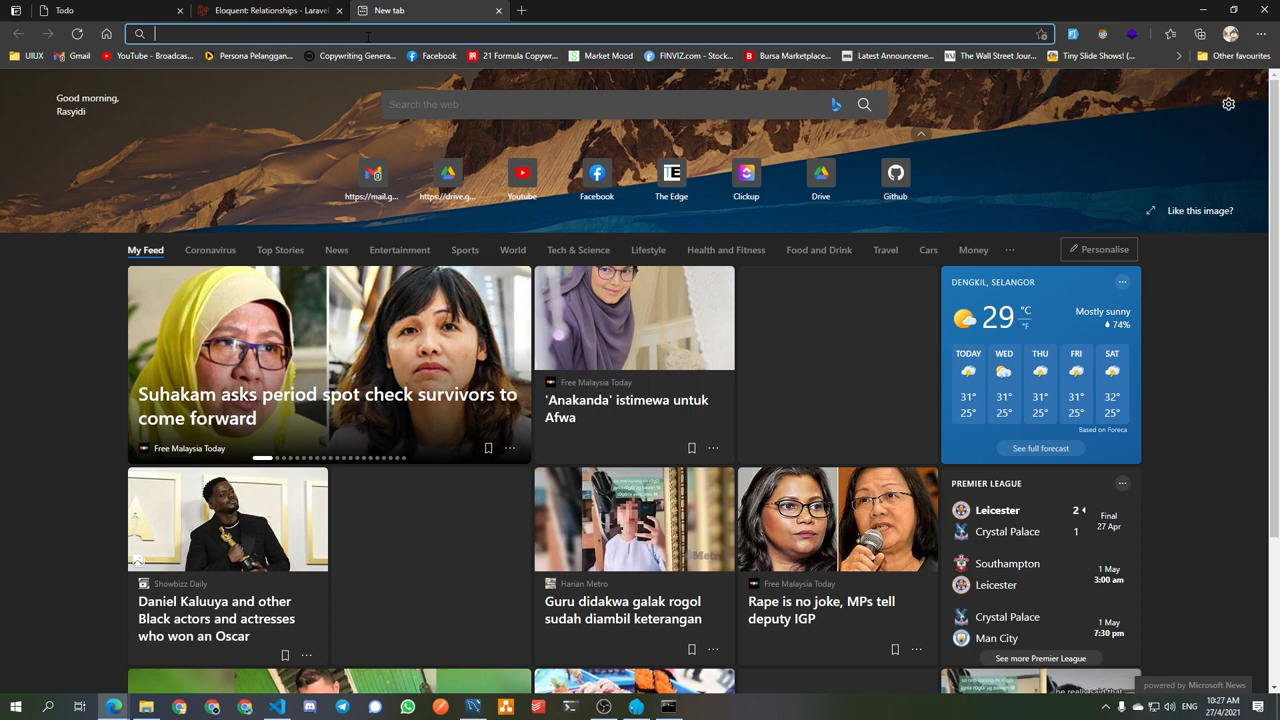 Todo
Eloquent: Relationships - Laravel
New tab
UIUX
Gmail
YouTube - Broadcas...
Persona Pelanggan...
Copywriting Genera...
Facebook
21 Formula Copywr...
Market Mood
FINVIZ.com - Stock...
Bursa Marketplace...
Latest Announceme...
The Wall Street Jour...
Tiny Slide Shows! (...
Other favourites
Good morning,
Rasyidi
Search the web
https://mail.g...
https://drive.g...
Youtube
Facebook
The Edge
Clickup
Drive
Github
Like this image?
My Feed
Coronavirus
Top Stories
News
Entertainment
Sports
World
Tech & Science
Lifestyle
Health and Fitness
Food and Drink
Travel
Cars
Money
Personalise
Suhakam asks period spot check survivors to
come forward
Free Malaysia Today
Free Malaysia Today
'Anakanda' istimewa untuk
Afwa
DENGKIL, SELANGOR
29 °C
°F
Mostly sunny
74%
TODAY WED THU FRI SAT
31° 31° 31° 31° 32°
25° 25° 25° 25° 25°
Based on Foreca
See full forecast
Showbizz Daily
Daniel Kaluuya and other
Black actors and actresses
who won an Oscar
Harian Metro
Guru didakwa galak rogol
sudah diambil keterangan
Free Malaysia Today
Rape is no joke, MPs tell
deputy IGP
PREMIER LEAGUE
Leicester 2
Crystal Palace 1
Final
27 Apr
Southampton
Leicester
1 May
3:00 am
Crystal Palace
Man City
1 May
7:30 pm
See more Premier League
powered by Microsoft News
ENG
10:27 AM
27/4/2021